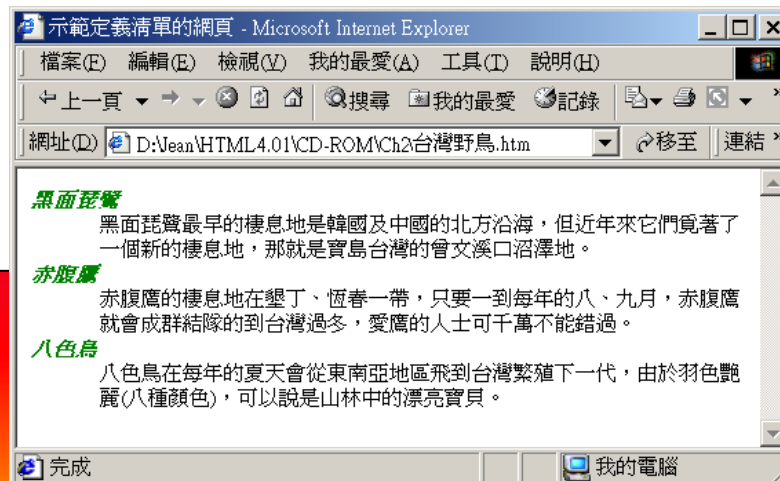 示範定義清單的網頁 - Microsoft Internet Explorer
檔案(F) 編輯(E) 檢視(V) 我的最愛(A) 工具(T) 說明(H)
上一頁 搜尋 我的最愛 記錄
網址(D) D:\Jean\HTML4.01\CD-ROM\Ch2\台灣野鳥.htm 移至 連結
黑面琵鷺
黑面琵鷺最早的棲息地是韓國及中國的北方沿海，但近年來它們覓著了
一個新的棲息地，那就是寶島台灣的曾文溪口沼澤地。
赤腹鷹
赤腹鷹的棲息地在墾丁、恆春一帶，只要一到每年的八、九月，赤腹鷹
就會成群結隊的到台灣過冬，愛鷹的人士可千萬不能錯過。
八色鳥
八色鳥在每年的夏天會從東南亞地區飛到台灣繁殖下一代，由於羽色艷
麗(八種顏色)，可以說是山林中的漂亮寶貝。
完成 我的電腦